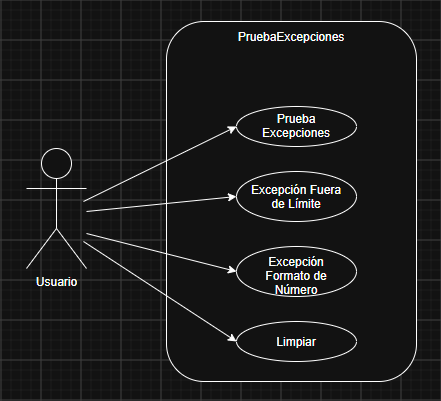 PruebaExcepciones
Prueba
Excepciones
Excepción Fuera
de Límite
Excepción
Formato de
Número
Usuario
Limpiar